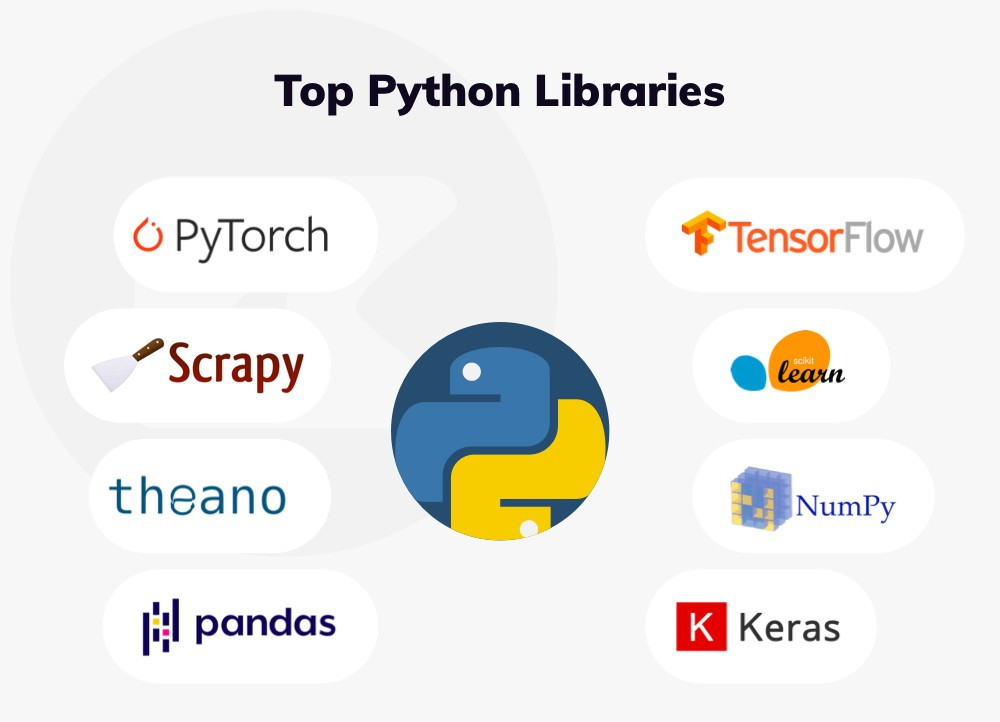 Top Python Libraries
PyTorch
TensorFlow
Scrapy
scikit
learn
theano
NumPy
pandas
K Keras